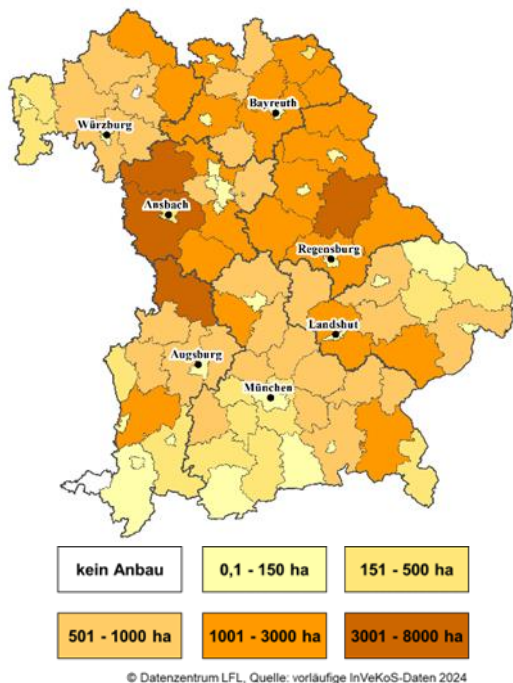 Bayreuth
Würzburg
Ansbach
Regensburg
Landshut
Augsburg
München
kein Anbau
0,1 - 150 ha
151 - 500 ha
501 - 1000 ha
1001 - 3000 ha
3001 - 8000 ha
© Datenzentrum LFL, Quelle: vorläufige InVeKoS-Daten 2024